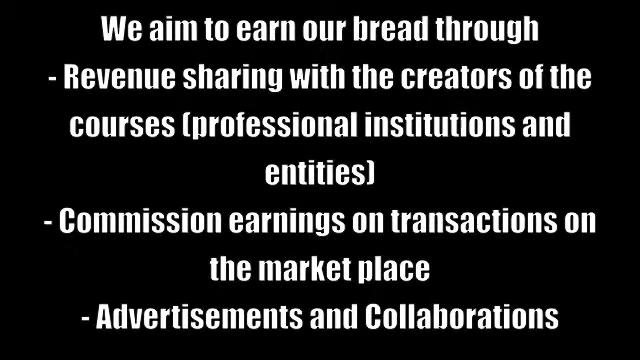 We aim to earn our bread through
- Revenue sharing with the creators of the
courses (professional institutions and
entities)
- Commission earnings on transactions on
the market place
- Advertisements and Collaborations